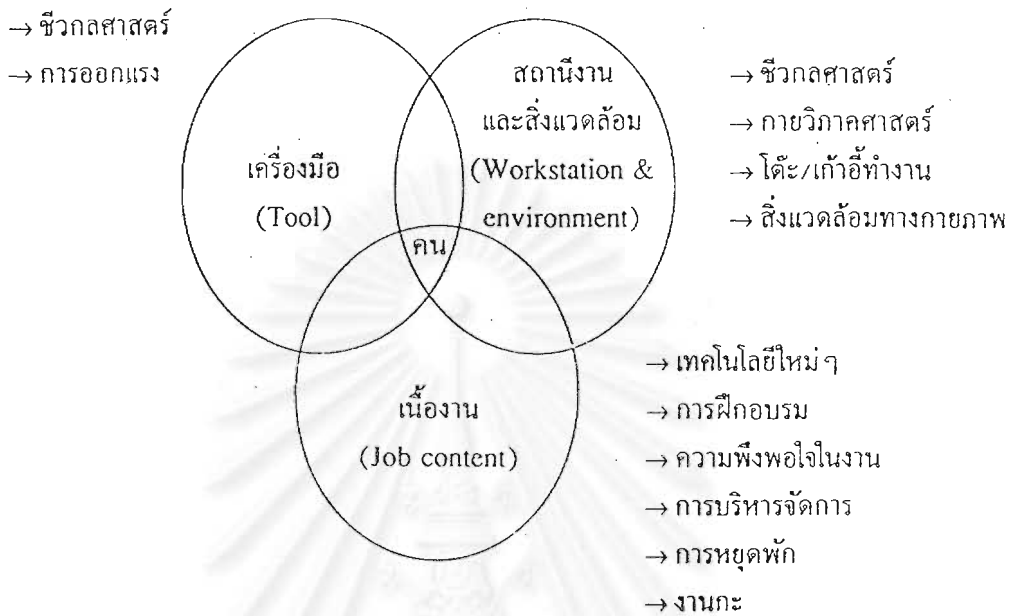 → ชีวกลศาสตร์
→ การออกแรง
เครื่องมือ
(Tool)
สถานีงาน
และสิ่งแวดล้อม
(Workstation &
environment)
→ ชีวกลศาสตร์
→ กายวิภาคศาสตร์
→ โต๊ะ/เก้าอี้ทำงาน
→ สิ่งแวดล้อมทางกายภาพ
คน
เนื้องาน
(Job content)
→ เทคโนโลยีใหม่ๆ
→ การฝึกอบรม
→ ความพึงพอใจในงาน
→ การบริหารจัดการ
→ การหยุดพัก
→ งานกะ